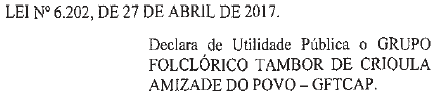 LEI Nº 6.202, DE 27 DE ABRIL DE 2017.
Declara de Utilidade Pública o GRUPO
FOLCLÓRICO TAMBOR DE CRIOULA
AMIZADE DO POVO – GFTCAP.